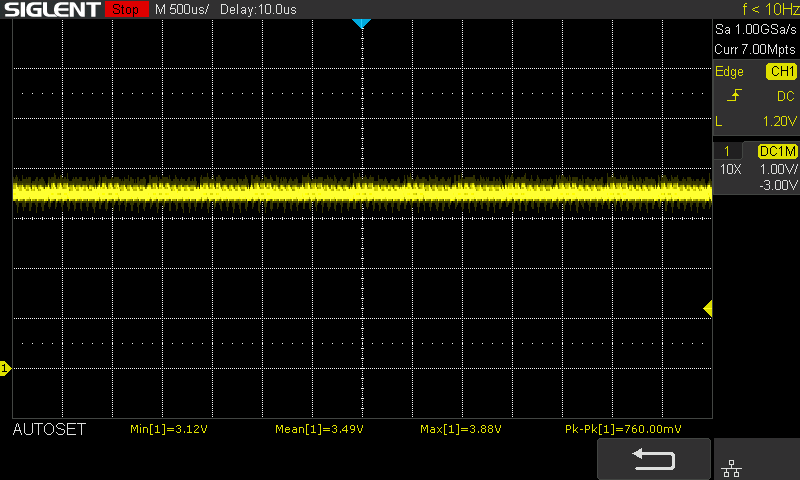 SIGLENT Stop M 500us/ Delay:10.0us f < 10Hz
Sa 1.00GSa/s
Curr 7.00Mpts
Edge CH1
DC
L 1.20V
1 DC1M
10X 1.00V/
-3.00V
1
AUTOSET Min[1]=3.12V Mean[1]=3.49V Max[1]=3.88V Pk-Pk[1]=760.00mV